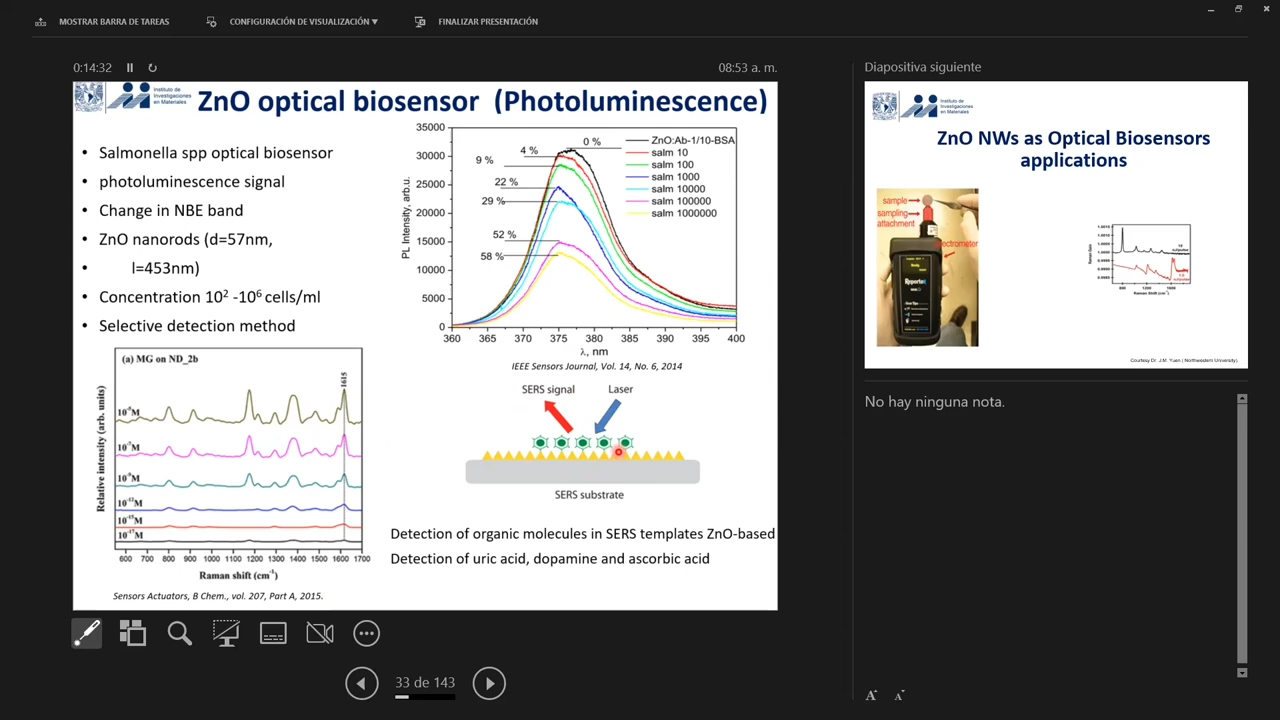 MOSTRAR BARRA DE TAREAS
CONFIGURACIÓN DE VISUALIZACIÓN ▼
FINALIZAR PRESENTACIÓN
0:14:32
08:53 a. m.
Instituto de
Investigaciones
en Materiales
ZnO optical biosensor (Photoluminescence)
• Salmonella spp optical biosensor
• photoluminescence signal
• Change in NBE band
• ZnO nanorods (d=57nm,
• l=453nm)
• Concentration 10² -10⁶ cells/ml
• Selective detection method
PL Intensity, arb.u.
35000
30000
25000
20000
15000
10000
5000
0
0 %
4 %
9 %
22 %
29 %
52 %
58 %
ZnO:Ab-1/10-BSA
salm 10
salm 100
salm 1000
salm 10000
salm 100000
salm 1000000
360 365 370 375 380 385 390 395 400
λ, nm
IEEE Sensors Journal, Vol. 14, No. 6, 2014
(a) MG on ND_2b
1615
Relative intensity (arb. units)
600 700 800 900 1000 1100 1200 1300 1400 1500 1600 1700
Raman shift (cm⁻¹)
Sensors Actuators, B Chem., vol. 207, Part A, 2015.
SERS signal
Laser
SERS substrate
Detection of organic molecules in SERS templates ZnO-based
Detection of uric acid, dopamine and ascorbic acid
33 de 143
Diapositiva siguiente
Instituto de
Investigaciones
en Materiales
ZnO NWs as Optical Biosensors
applications
sample
sampling
attachment
spectrometer
Raman Shift (cm⁻¹)
Courtesy Dr. J.M. Yuen ( Northwestern University)
No hay ninguna nota.
A A